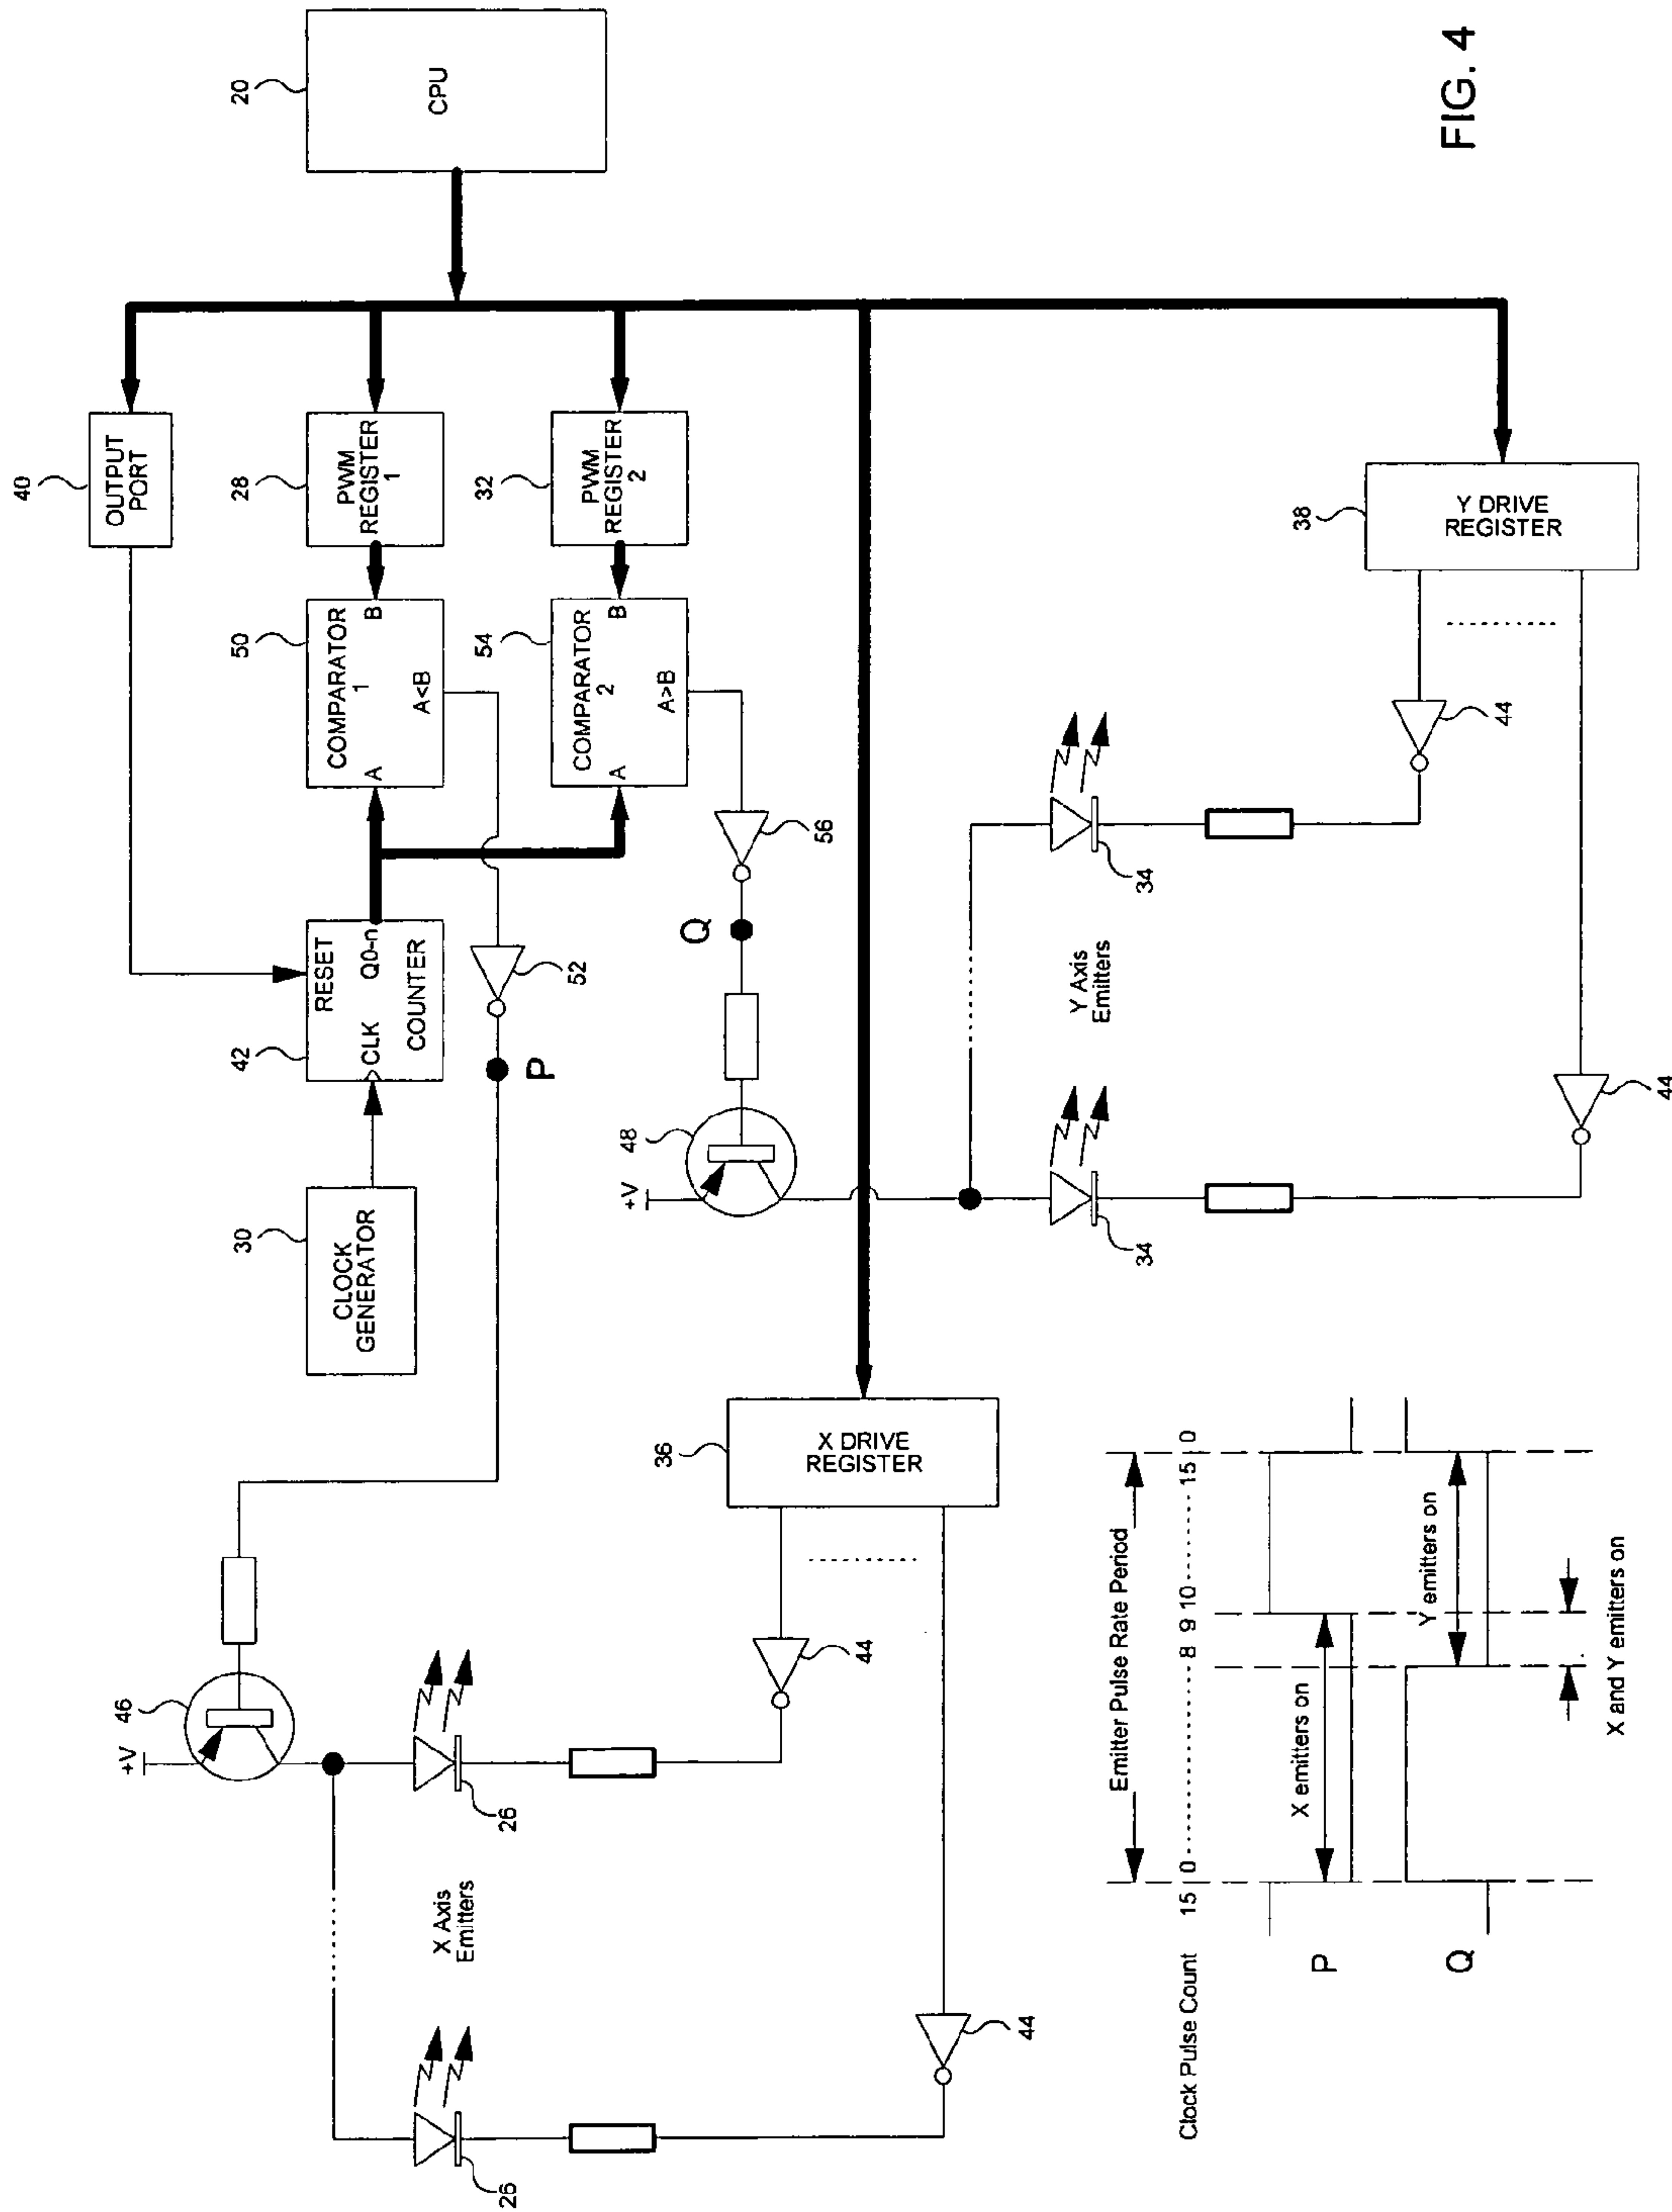 40
OUTPUT
PORT
20
CPU
28
PWM
REGISTER
1
32
PWM
REGISTER
2
50
COMPARATOR
1
A
B
A<B
54
COMPARATOR
2
A
B
A>B
42
RESET
CLK
Q0-n
COUNTER
30
CLOCK
GENERATOR
52
P
56
Q
48
+V
46
+V
26
26
X Axis
Emitters
44
44
36
X DRIVE
REGISTER
34
34
Y Axis
Emitters
44
44
38
Y DRIVE
REGISTER
Emitter Pulse Rate Period
Clock Pulse Count 15 0 8 9 10 15 0
P
X emitters on
Q
Y emitters on
X and Y emitters on
FIG. 4